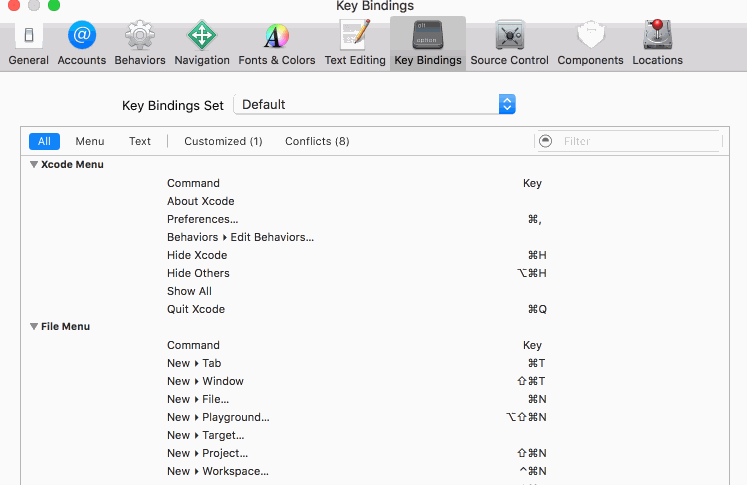 Key Bindings
General Accounts Behaviors Navigation Fonts & Colors Text Editing Key Bindings Source Control Components Locations
Key Bindings Set Default
All Menu Text Customized (1) Conflicts (8) Filter
Xcode Menu
Command Key
About Xcode
Preferences... ⌘,
Behaviors ▸ Edit Behaviors...
Hide Xcode ⌘H
Hide Others ⌥⌘H
Show All
Quit Xcode ⌘Q
File Menu
Command Key
New ▸ Tab ⌘T
New ▸ Window ⇧⌘T
New ▸ File... ⌘N
New ▸ Playground... ⌥⇧⌘N
New ▸ Target...
New ▸ Project... ⇧⌘N
New ▸ Workspace... ^⌘N